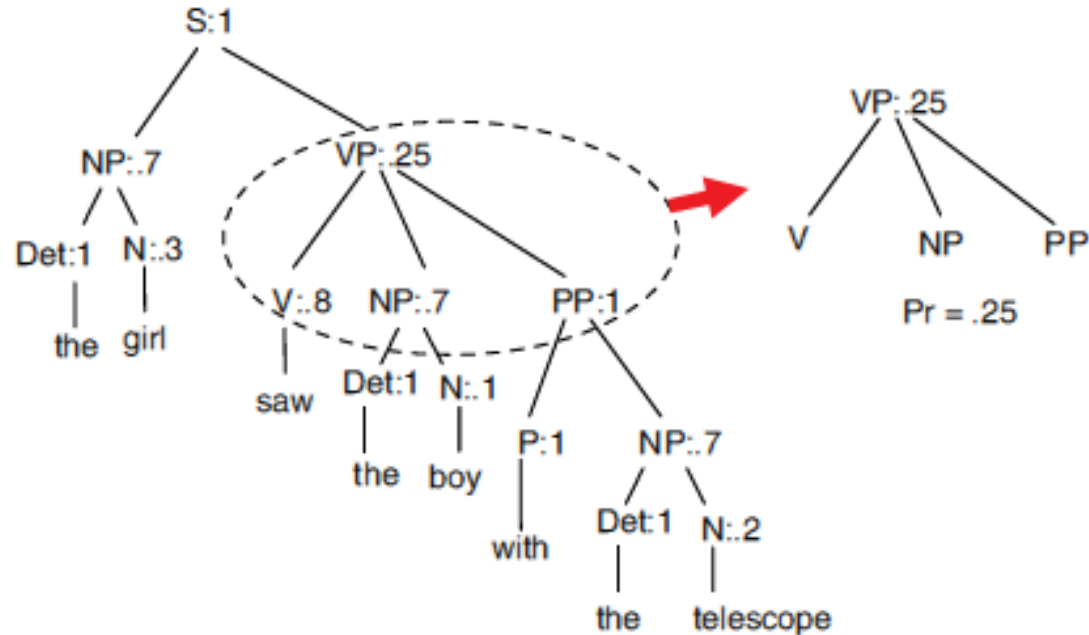 S:1
VP:.25
NP:.7 VP:.25
Det:1 N:.3 V NP PP
V:.8 NP:.7 PP:1 Pr = .25
the girl
saw Det:1 N:.1
P:1 NP:.7
the boy
with Det:1 N:.2
the telescope